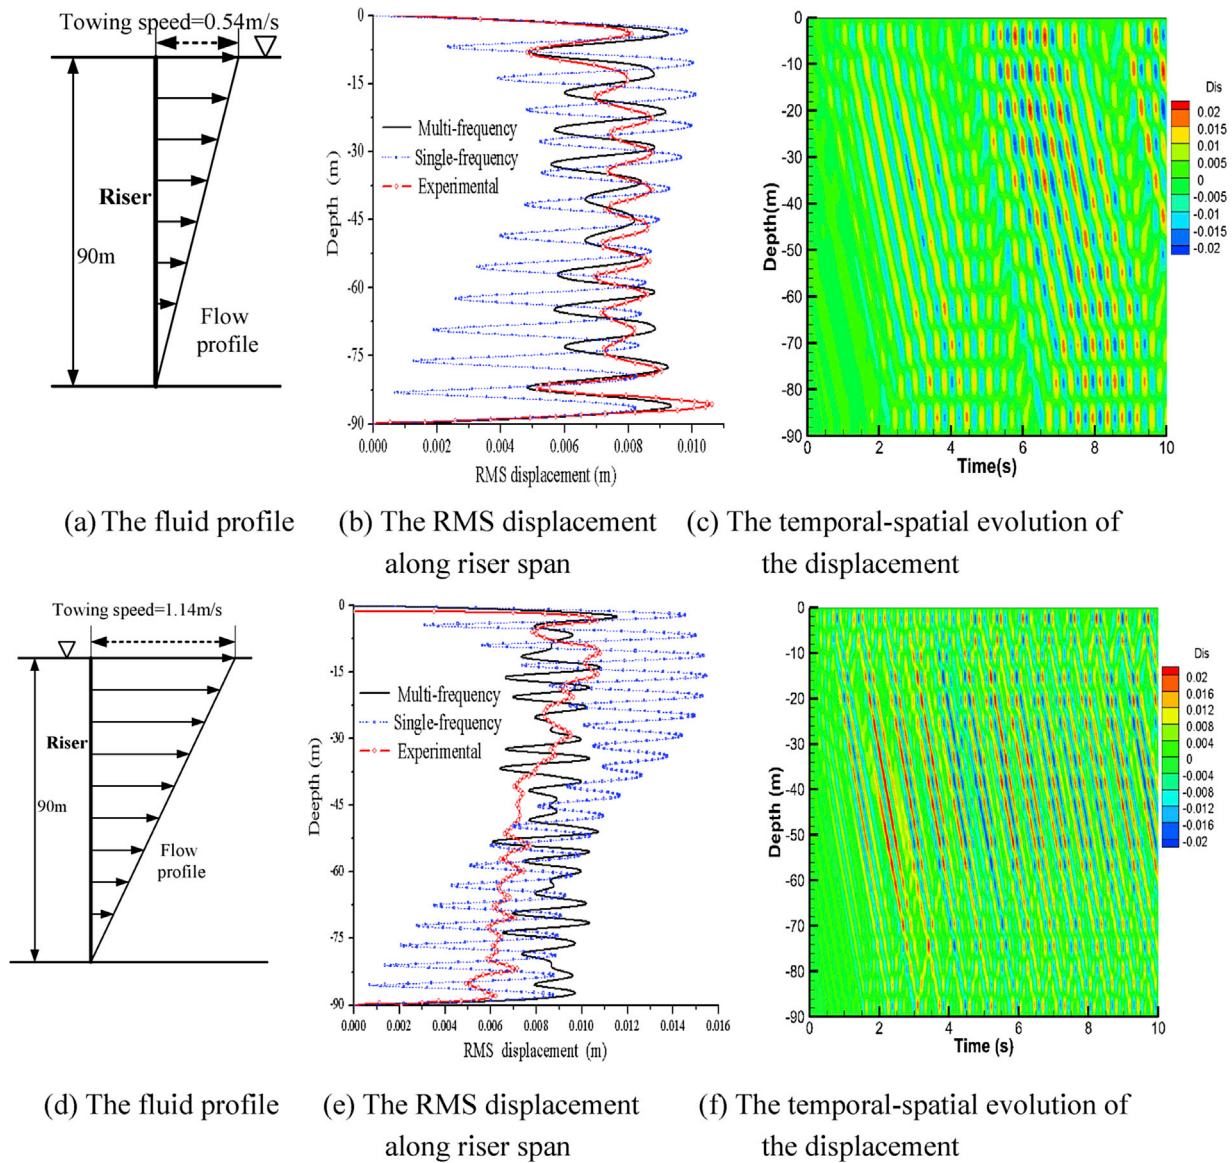 Towing speed=0.54m/s
90m
Riser
Flow
profile
0
-15
-30
-45
-60
-75
-90
Depth (m)
Multi-frequency
Single-frequency
Experimental
0.000
0.002
0.004
0.006
0.008
0.010
RMS displacement (m)
0
-10
-20
-30
-40
-50
-60
-70
-80
-90
Depth(m)
0
2
4
6
8
10
Time(s)
Dis
0.02
0.015
0.01
0.005
0
-0.005
-0.01
-0.015
-0.02
(a) The fluid profile
(b) The RMS displacement
along riser span
(c) The temporal-spatial evolution of
the displacement
Towing speed=1.14m/s
Riser
90m
Flow
profile
0
-15
-30
-45
-60
-75
-90
Deepth (m)
Multi-frequency
Single-frequency
Experimental
0.000
0.002
0.004
0.006
0.008
0.010
0.012
0.014
0.016
RMS displacement (m)
0
-10
-20
-30
-40
-50
-60
-70
-80
-90
Depth (m)
0
2
4
6
8
10
Time (s)
Dis
0.02
0.016
0.012
0.008
0.004
0
-0.004
-0.008
-0.012
-0.016
-0.02
(d) The fluid profile
(e) The RMS displacement
along riser span
(f) The temporal-spatial evolution of
the displacement